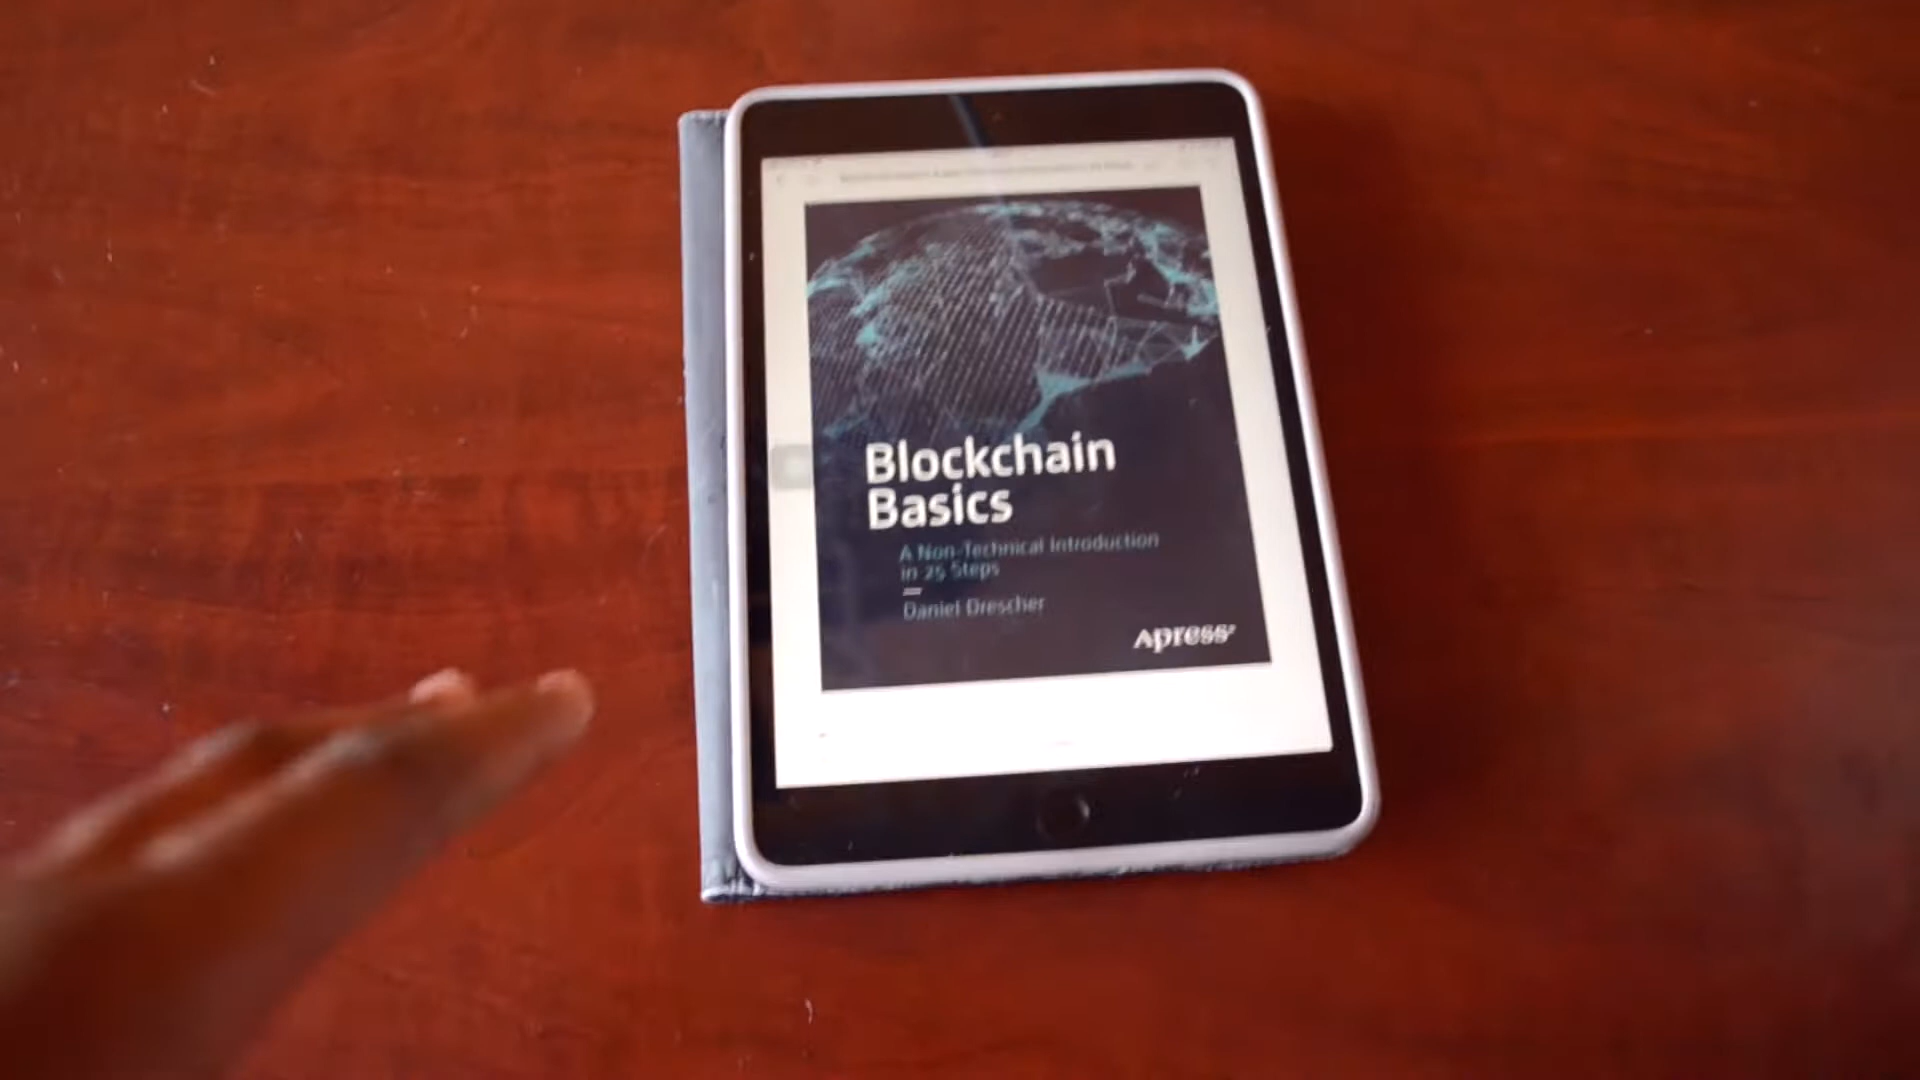 Blockchain
Basics
A Non-Technical Introduction
in 25 Steps
Daniel Drescher
Apress®